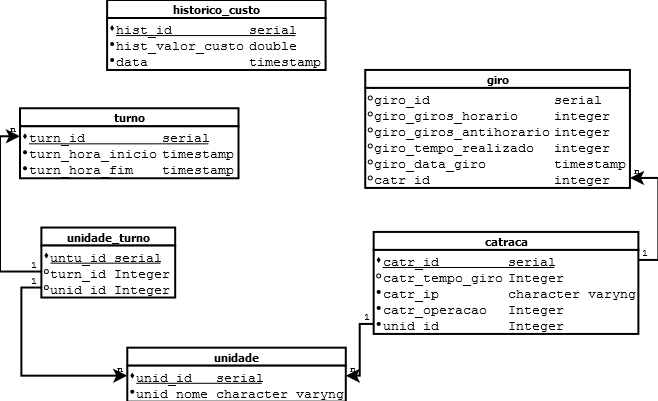 historico_custo
hist_id serial
hist_valor_custo double
data timestamp
giro
giro_id serial
giro_giros_horario integer
giro_giros_antihorario integer
giro_tempo_realizado integer
giro_data_giro timestamp
catr_id integer
turno
turn_id serial
turn_hora_inicio timestamp
turn_hora_fim timestamp
n
n
unidade_turno
untu_id serial
turn_id Integer
unid_id Integer
1
1
catraca
catr_id serial
catr_tempo_giro Integer
catr_ip character varyng
catr_operacao Integer
unid_id Integer
1
1
unidade
unid_id serial
unid_nome character varyng
n
n